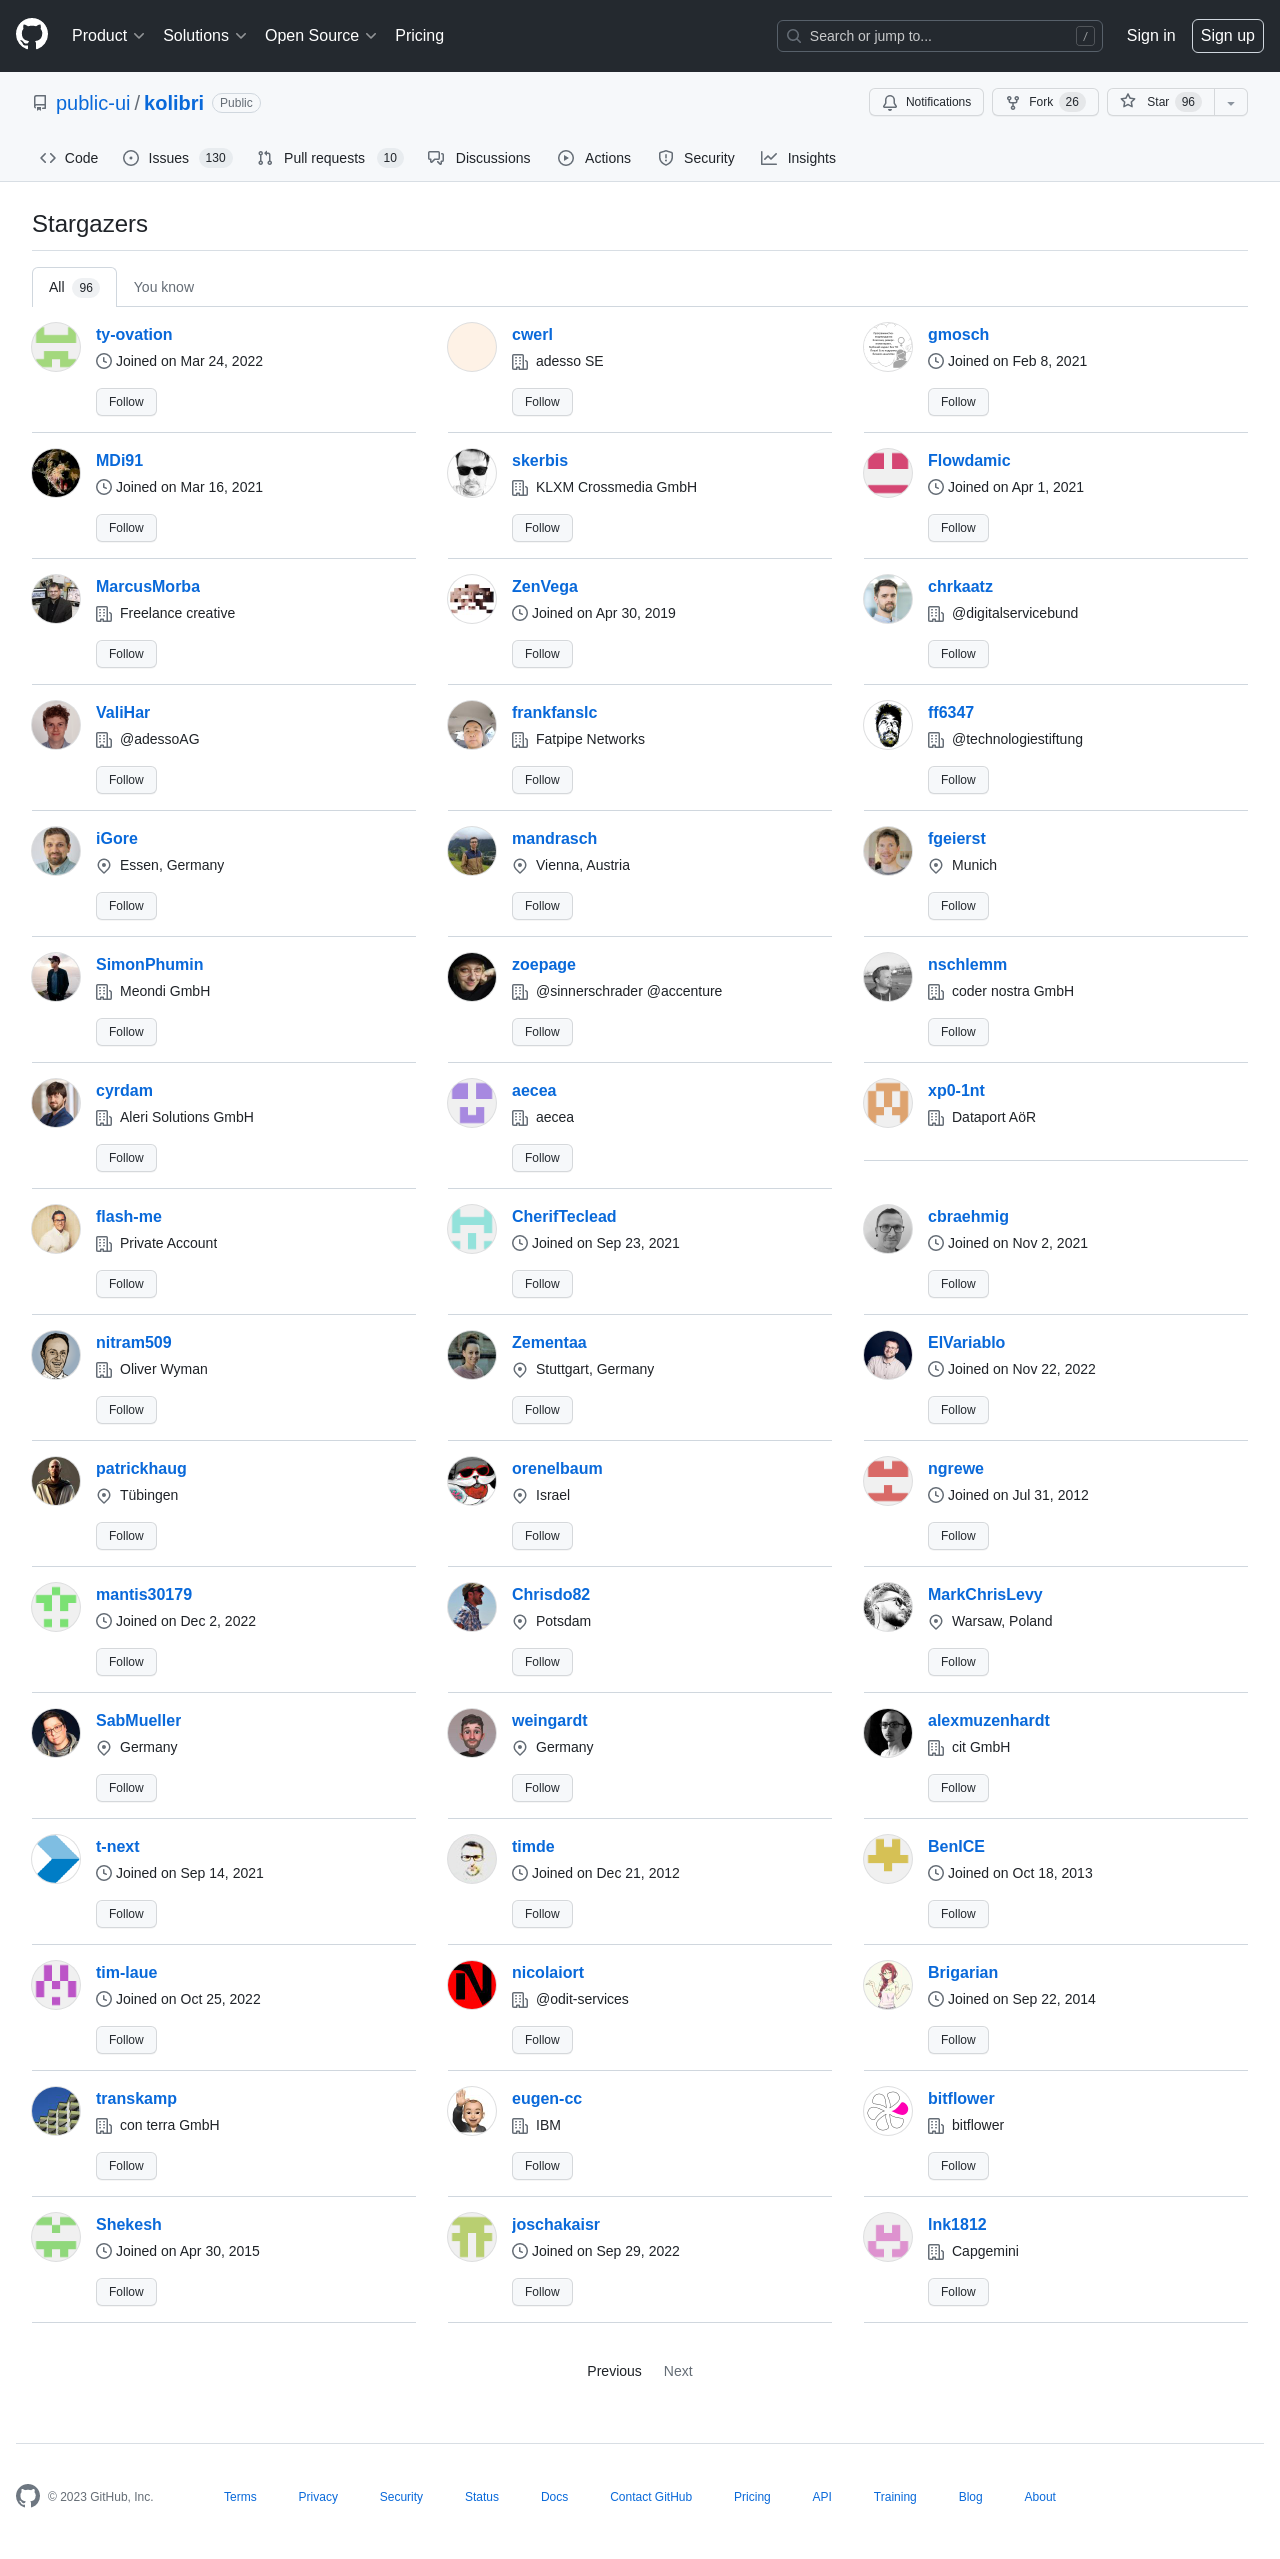 Product Solutions Open Source Pricing Search or jump to... / Sign in Sign up
public-ui / kolibri Public Notifications Fork 26 Star 96
Code Issues 130 Pull requests 10 Discussions Actions Security Insights
Stargazers
All 96 You know
ty-ovation cwerl gmosch
Joined on Mar 24, 2022 adesso SE Joined on Feb 8, 2021
Follow Follow Follow
MDi91 skerbis Flowdamic
Joined on Mar 16, 2021 KLXM Crossmedia GmbH Joined on Apr 1, 2021
Follow Follow Follow
MarcusMorba ZenVega chrkaatz
Freelance creative Joined on Apr 30, 2019 @digitalservicebund
Follow Follow Follow
ValiHar frankfanslc ff6347
@adessoAG Fatpipe Networks @technologiestiftung
Follow Follow Follow
iGore mandrasch fgeierst
Essen, Germany Vienna, Austria Munich
Follow Follow Follow
SimonPhumin zoepage nschlemm
Meondi GmbH @sinnerschrader @accenture coder nostra GmbH
Follow Follow Follow
cyrdam aecea xp0-1nt
Aleri Solutions GmbH aecea Dataport AöR
Follow Follow
flash-me CherifTeclead cbraehmig
Private Account Joined on Sep 23, 2021 Joined on Nov 2, 2021
Follow Follow Follow
nitram509 Zementaa ElVariablo
Oliver Wyman Stuttgart, Germany Joined on Nov 22, 2022
Follow Follow Follow
patrickhaug orenelbaum ngrewe
Tübingen Israel Joined on Jul 31, 2012
Follow Follow Follow
mantis30179 Chrisdo82 MarkChrisLevy
Joined on Dec 2, 2022 Potsdam Warsaw, Poland
Follow Follow Follow
SabMueller weingardt alexmuzenhardt
Germany Germany cit GmbH
Follow Follow Follow
t-next timde BenICE
Joined on Sep 14, 2021 Joined on Dec 21, 2012 Joined on Oct 18, 2013
Follow Follow Follow
tim-laue nicolaiort Brigarian
Joined on Oct 25, 2022 @odit-services Joined on Sep 22, 2014
Follow Follow Follow
transkamp eugen-cc bitflower
con terra GmbH IBM bitflower
Follow Follow Follow
Shekesh joschakaisr lnk1812
Joined on Apr 30, 2015 Joined on Sep 29, 2022 Capgemini
Follow Follow Follow
Previous Next
© 2023 GitHub, Inc. Terms Privacy Security Status Docs Contact GitHub Pricing API Training Blog About